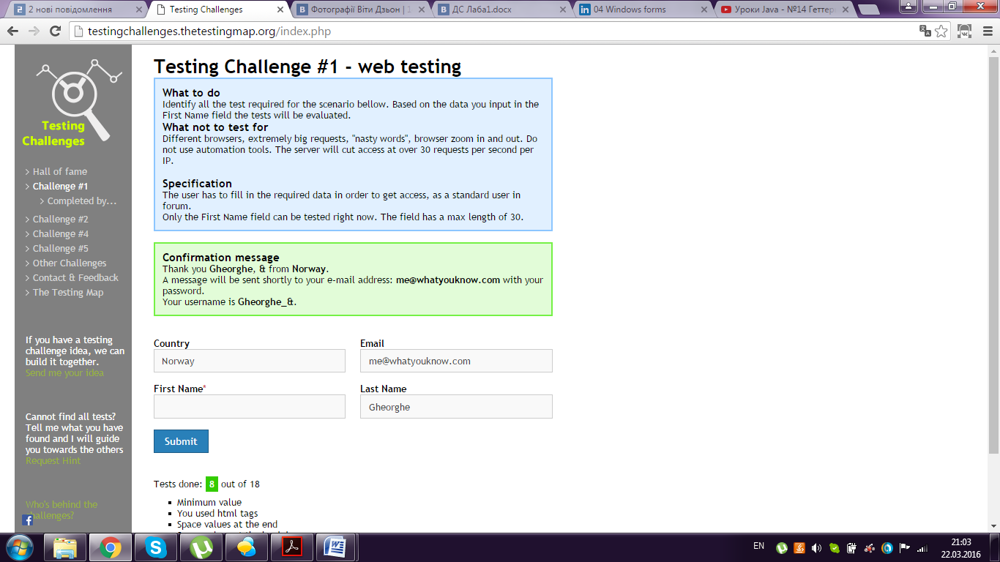 2 нові повідомлення
Testing Challenges
Фотографії Віти Дзьон | 1
ДС Лаба1.docx
04 Windows forms
Уроки Java - №14 Геттер
testingchallenges.thetestingmap.org/index.php
Testing
Challenges
Hall of fame
Challenge #1
Completed by...
Challenge #2
Challenge #4
Challenge #5
Other Challenges
Contact & Feedback
The Testing Map
If you have a testing
challenge idea, we can
build it together.
Send me your idea
Cannot find all tests?
Tell me what you have
found and I will guide
you towards the others
Request Hint
Who's behind the
challenges?
Testing Challenge #1 - web testing
What to do
Identify all the test required for the scenario bellow. Based on the data you input in the
First Name field the tests will be evaluated.
What not to test for
Different browsers, extremely big requests, "nasty words", browser zoom in and out. Do
not use automation tools. The server will cut access at over 30 requests per second per
IP.
Specification
The user has to fill in the required data in order to get access, as a standard user in
forum.
Only the First Name field can be tested right now. The field has a max length of 30.
Confirmation message
Thank you Gheorghe, & from Norway.
A message will be sent shortly to your e-mail address: me@whatyouknow.com with your
password.
Your username is Gheorghe_&.
Country
Email
Norway
me@whatyouknow.com
First Name*
Last Name
Gheorghe
Submit
Tests done: 8 out of 18
Minimum value
You used html tags
Space values at the end
EN
21:03
22.03.2016